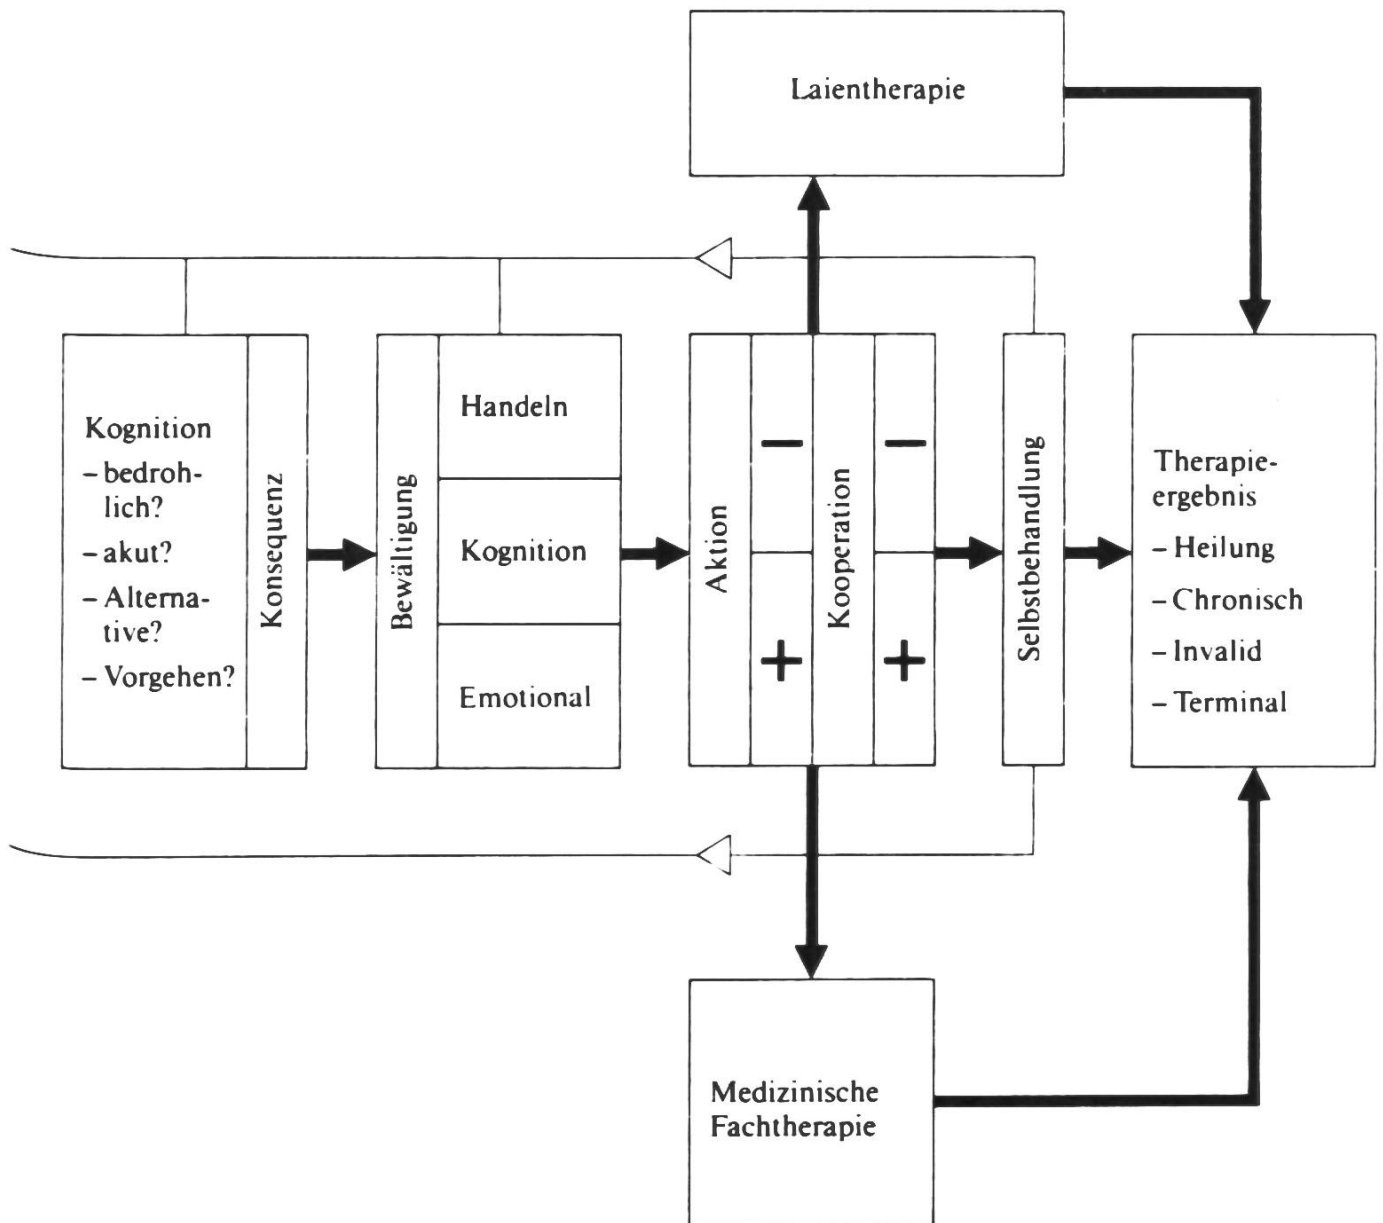 Laientherapie
Kognition
– bedroh-
lich?
– akut?
– Alterna-
tive?
– Vorgehen?
Konsequenz
Bewältigung
Handeln
Kognition
Emotional
Aktion
–
+
Kooperation
–
+
Selbstbehandlung
Therapie-
ergebnis
– Heilung
– Chronisch
– Invalid
– Terminal
Medizinische
Fachtherapie